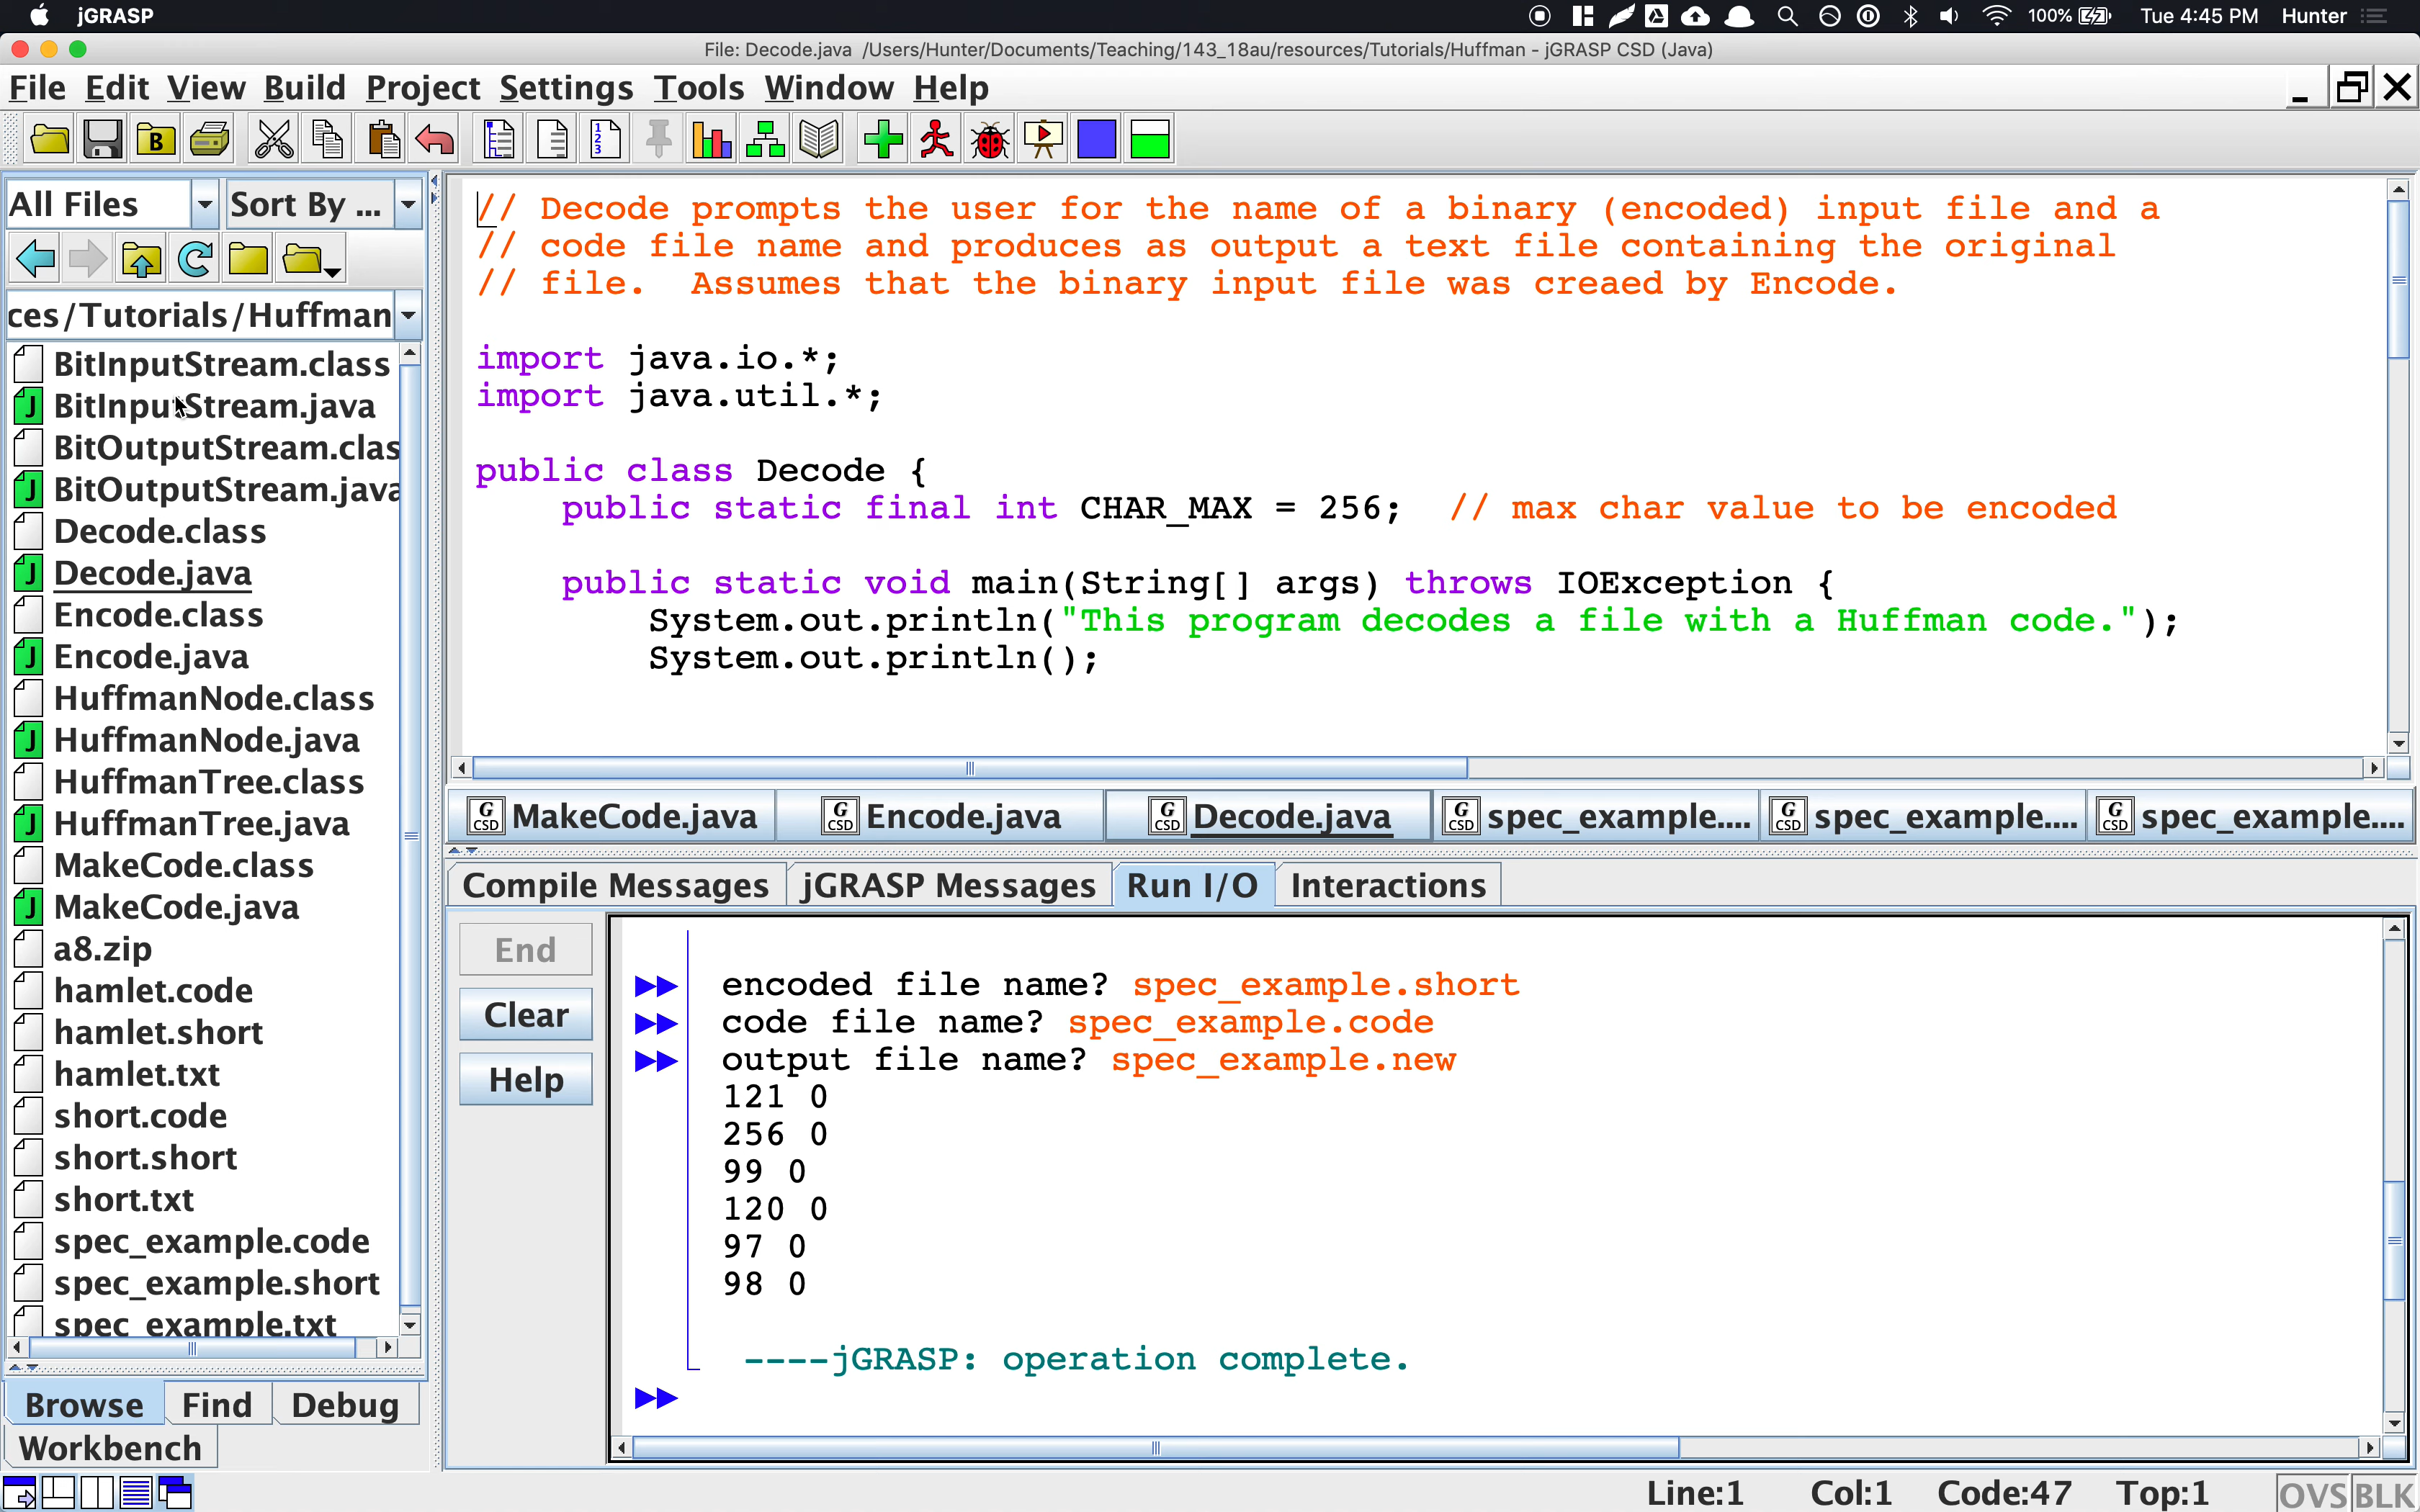 jGRASP
100%
Tue 4:45 PM Hunter
File: Decode.java /Users/Hunter/Documents/Teaching/143_18au/resources/Tutorials/Huffman - jGRASP CSD (Java)
File Edit View Build Project Settings Tools Window Help
All Files
Sort By ...
ces/Tutorials/Huffman
BitInputStream.class
BitInputStream.java
BitOutputStream.clas
BitOutputStream.java
Decode.class
Decode.java
Encode.class
Encode.java
HuffmanNode.class
HuffmanNode.java
HuffmanTree.class
HuffmanTree.java
MakeCode.class
MakeCode.java
a8.zip
hamlet.code
hamlet.short
hamlet.txt
short.code
short.short
short.txt
spec_example.code
spec_example.short
spec_example.txt
Browse Find Debug
Workbench
// Decode prompts the user for the name of a binary (encoded) input file and a
// code file name and produces as output a text file containing the original
// file.  Assumes that the binary input file was creaed by Encode.
import java.io.*;
import java.util.*;
public class Decode {
public static final int CHAR_MAX = 256;  // max char value to be encoded
public static void main(String[] args) throws IOException {
System.out.println("This program decodes a file with a Huffman code.");
System.out.println();
MakeCode.java
Encode.java
Decode.java
spec_example....
spec_example....
spec_example....
Compile Messages jGRASP Messages Run I/O Interactions
End
Clear
Help
encoded file name? spec_example.short
code file name? spec_example.code
output file name? spec_example.new
121 0
256 0
99 0
120 0
97 0
98 0
----jGRASP: operation complete.
Line:1 Col:1 Code:47 Top:1 OVS BLK